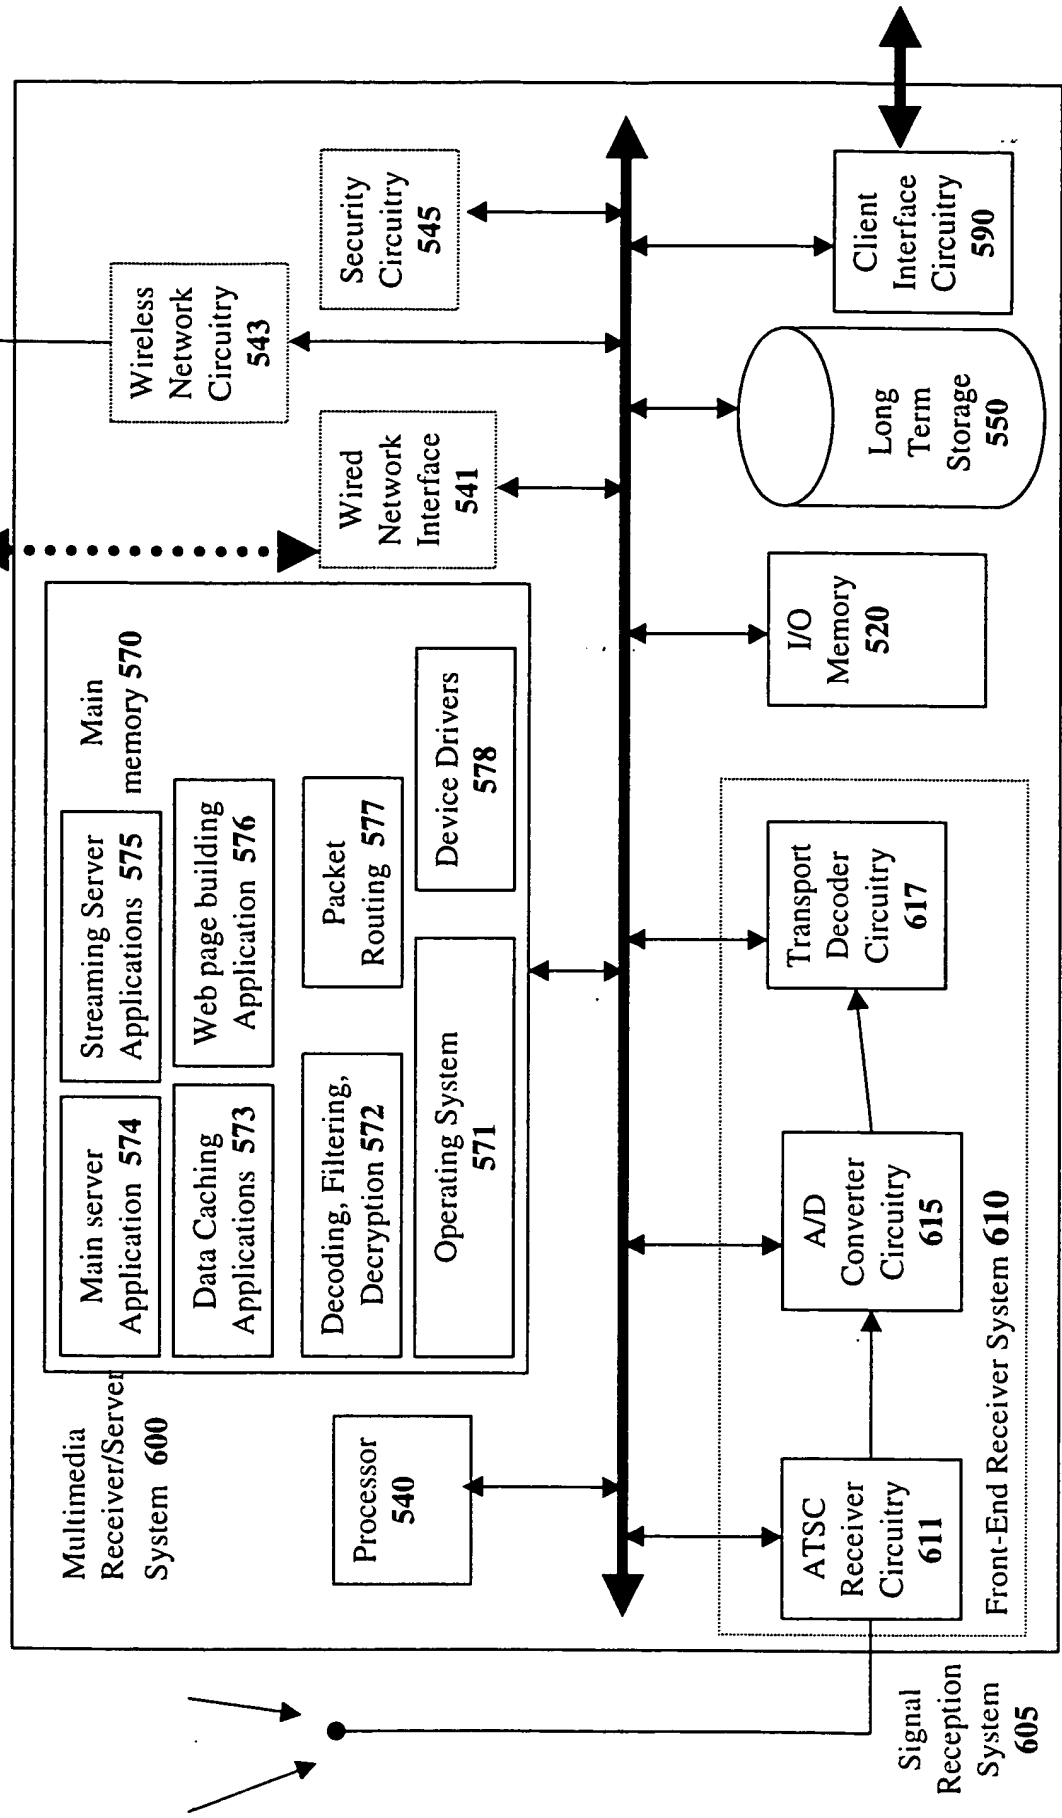 Multimedia
Receiver/Server
System 600
Main server
Application 574
Streaming Server
Applications 575
Main
memory 570
Data Caching
Applications 573
Web page building
Application 576
Decoding, Filtering,
Decryption 572
Packet
Routing 577
Operating System
571
Device Drivers
578
Processor
540
Wired
Network
Interface
541
Wireless
Network
Circuitry
543
Security
Circuitry
545
Signal
Reception
System
605
ATSC
Receiver
Circuitry
611
A/D
Converter
Circuitry
615
Transport
Decoder
Circuitry
617
Front-End Receiver System 610
I/O
Memory
520
Long
Term
Storage
550
Client
Interface
Circuitry
590